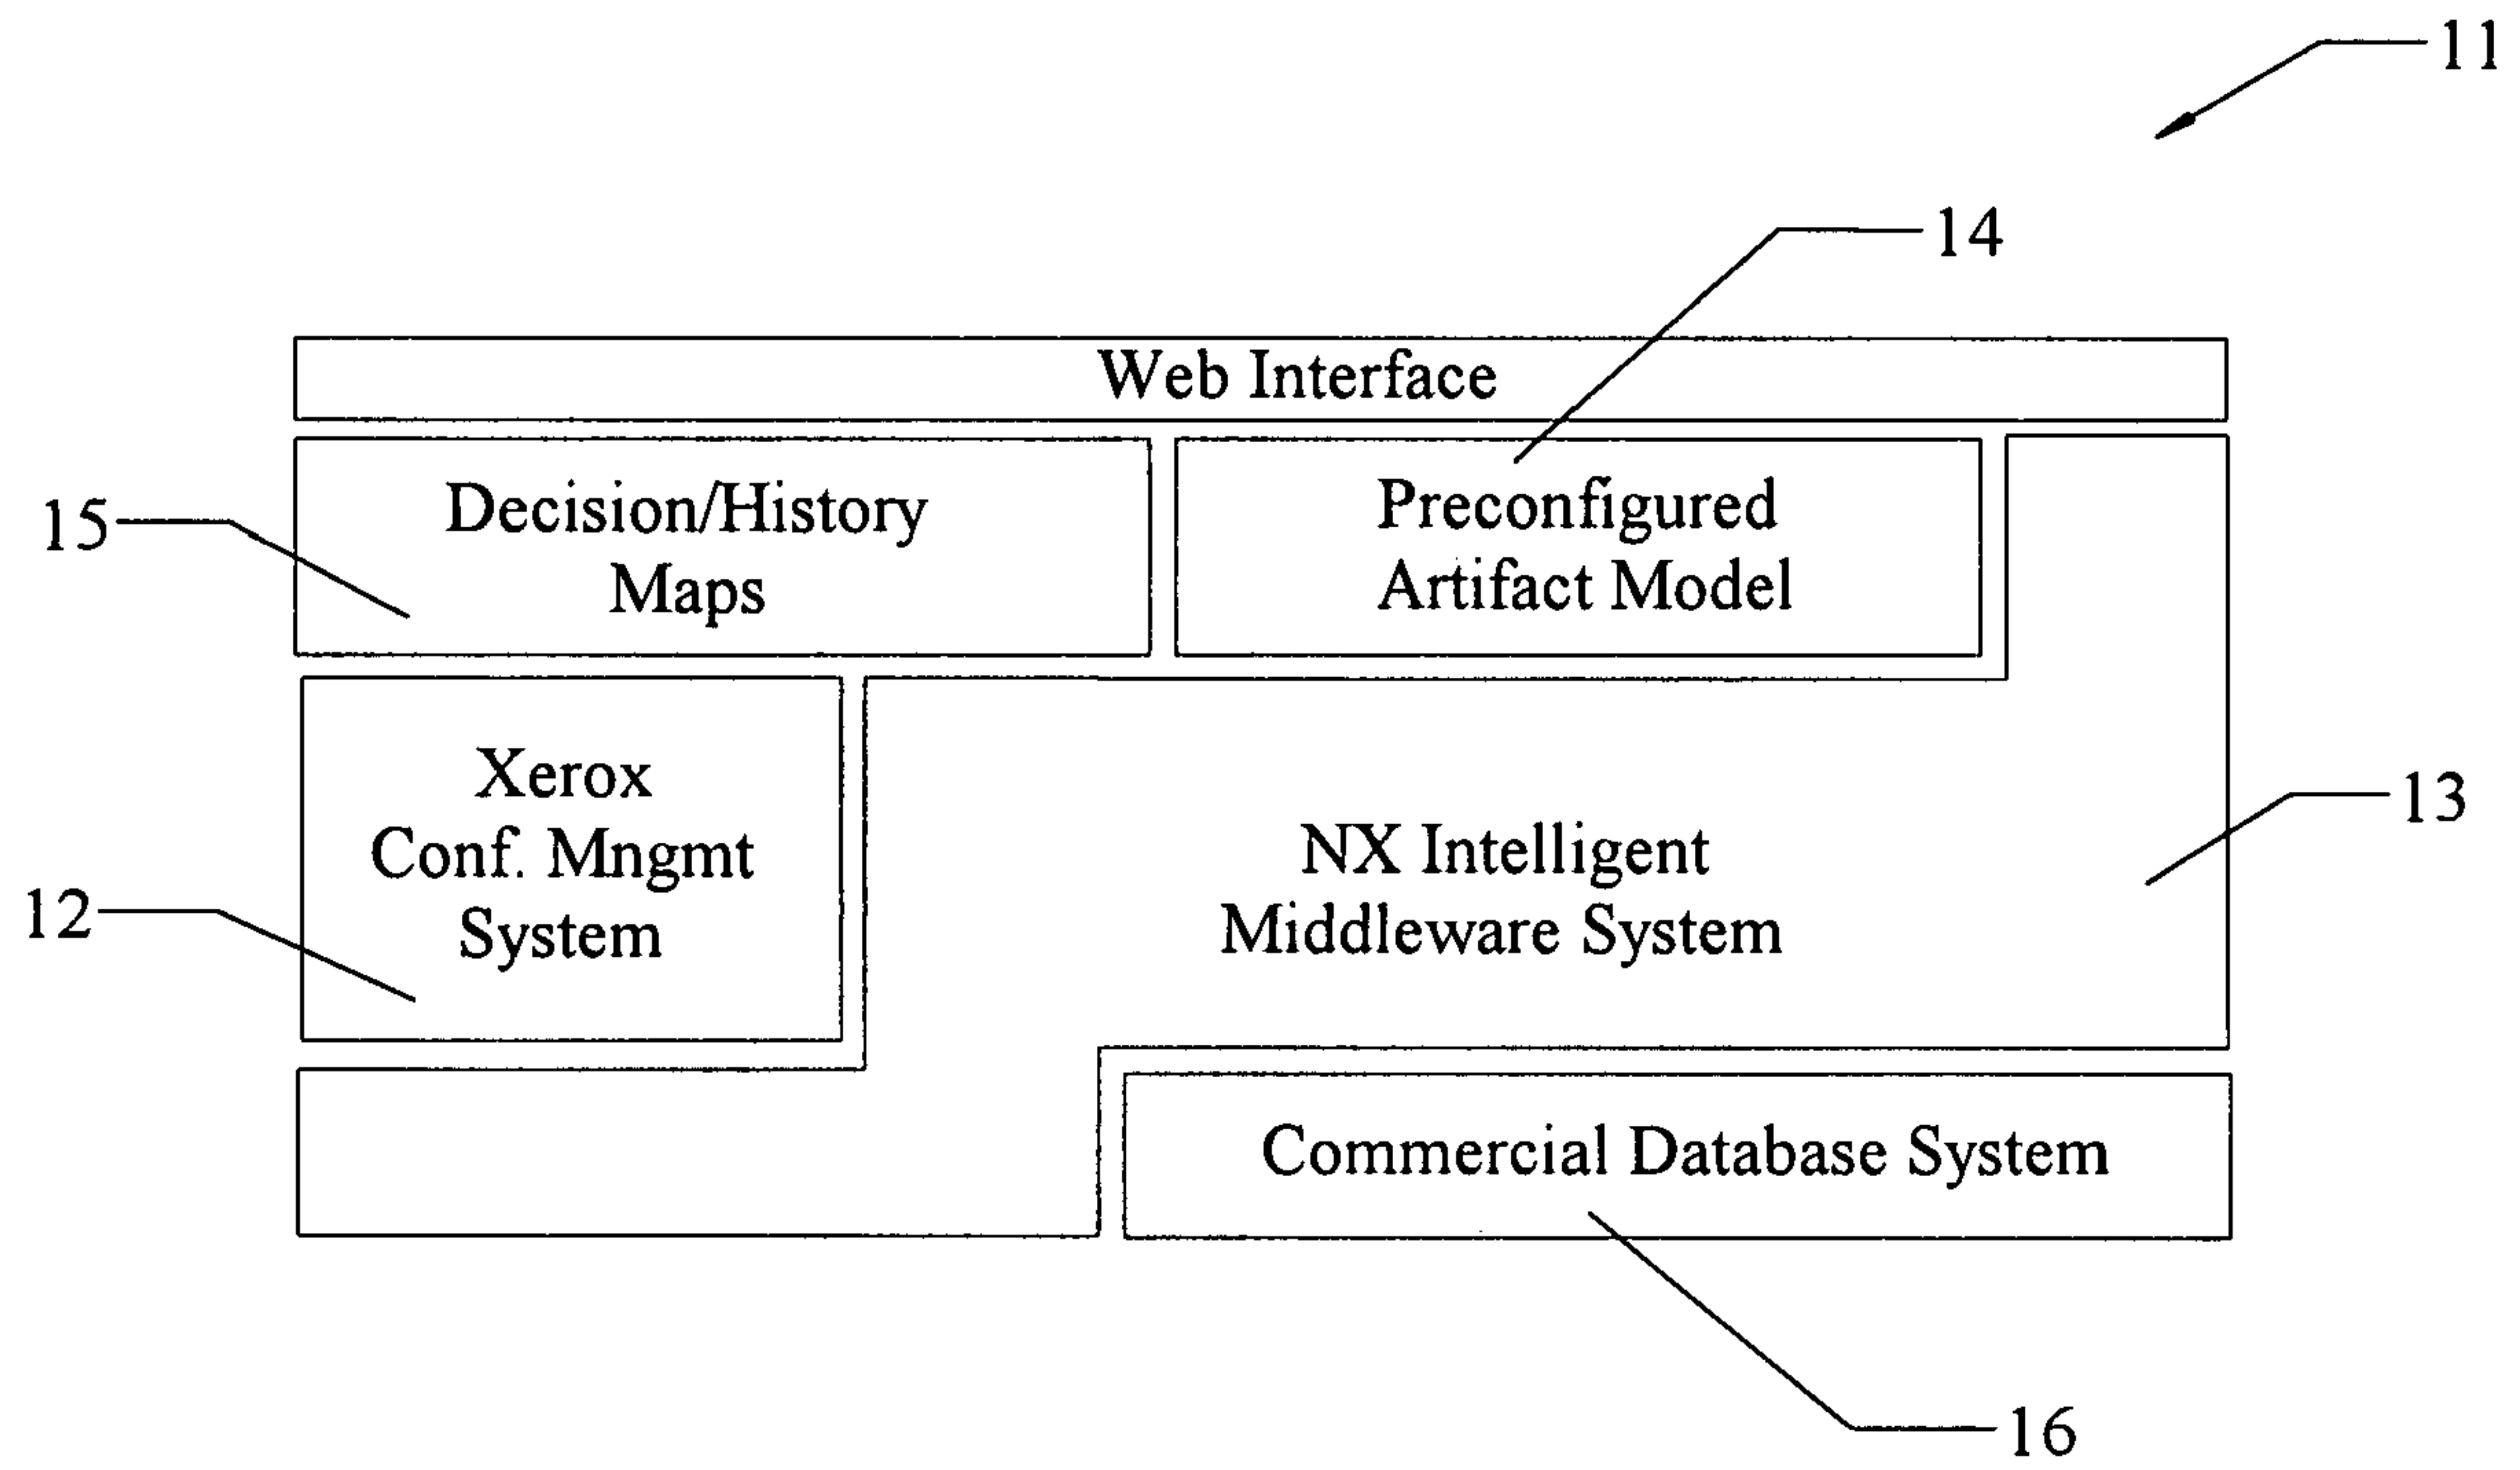 11
14
Web Interface
Decision/History
Maps
Preconfigured
Artifact Model
15
Xerox
Conf. Mngmt
System
12
NX Intelligent
Middleware System
13
Commercial Database System
16